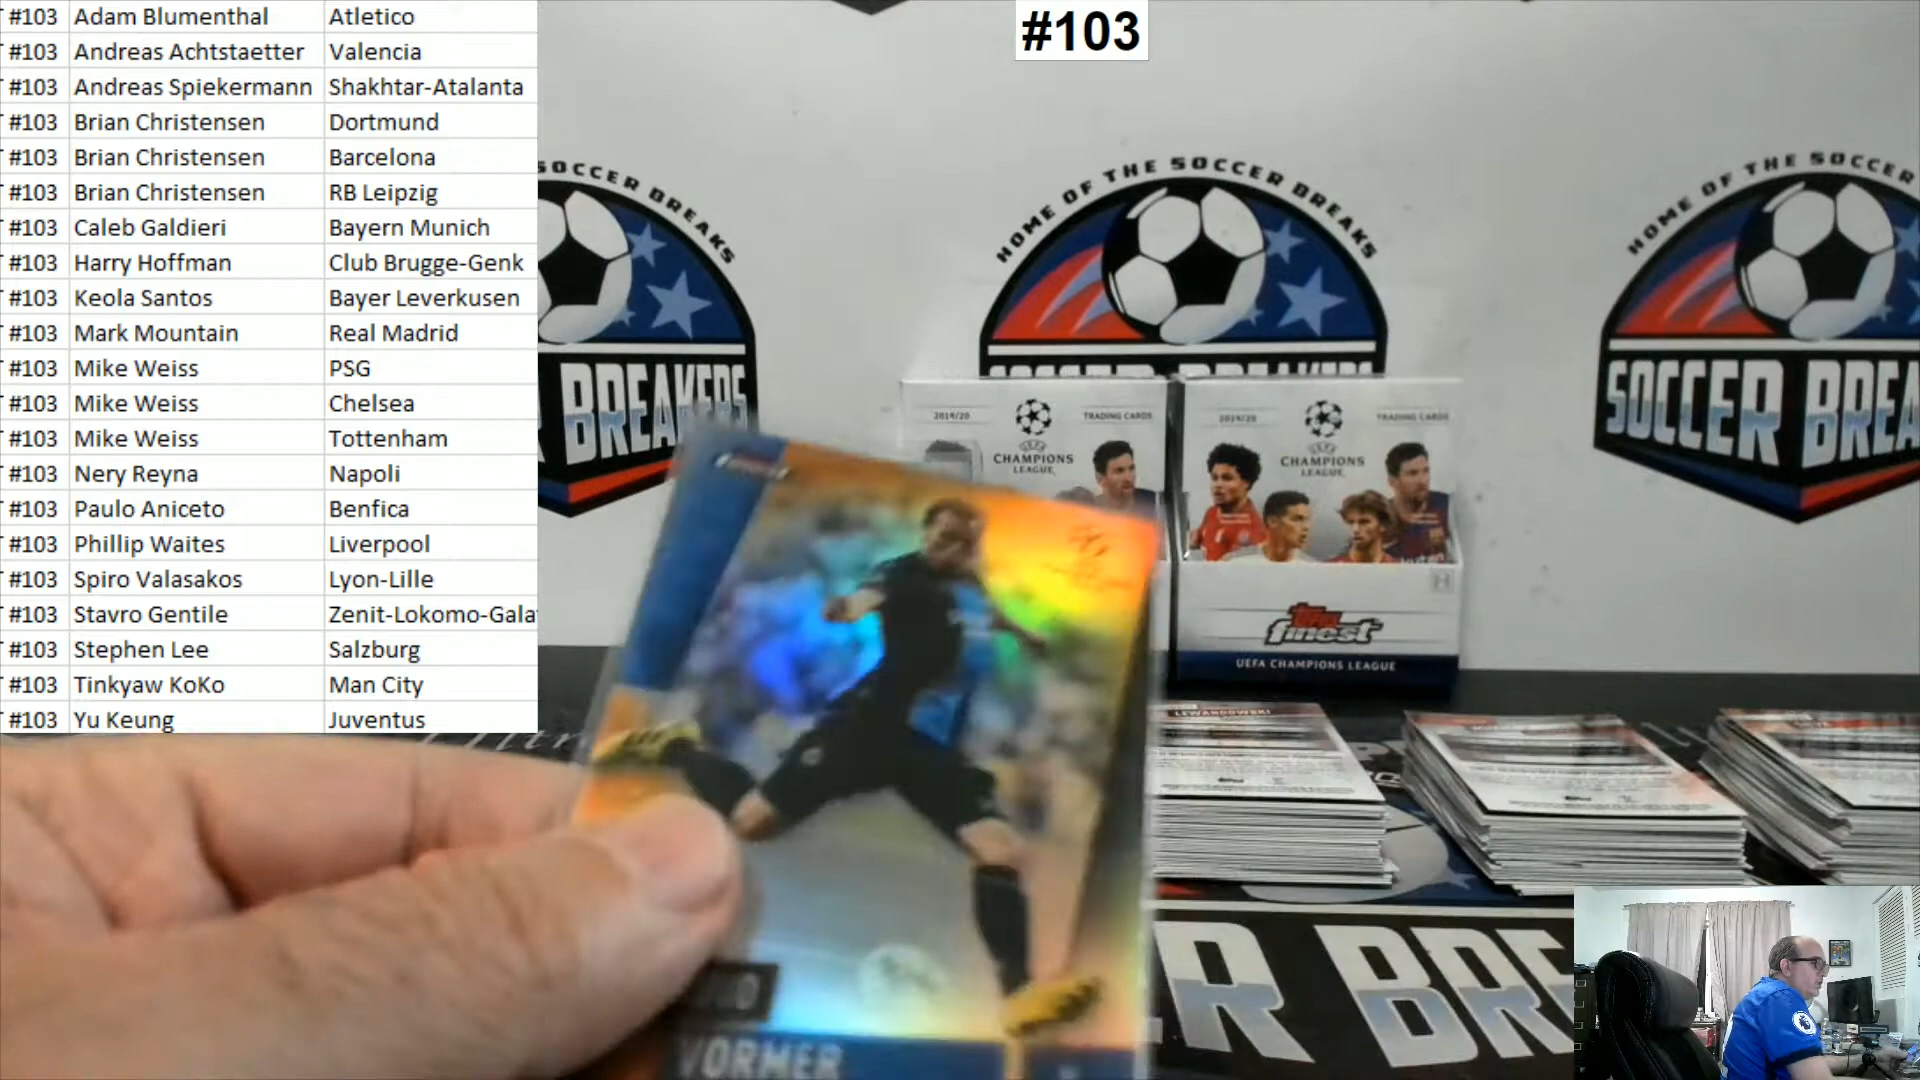 #103 Adam Blumenthal Atletico
#103 Andreas Achtstaetter Valencia
#103 Andreas Spiekermann Shakhtar-Atalanta
#103 Brian Christensen Dortmund
#103 Brian Christensen Barcelona
#103 Brian Christensen RB Leipzig
#103 Caleb Galdieri Bayern Munich
#103 Harry Hoffman Club Brugge-Genk
#103 Keola Santos Bayer Leverkusen
#103 Mark Mountain Real Madrid
#103 Mike Weiss PSG
#103 Mike Weiss Chelsea
#103 Mike Weiss Tottenham
#103 Nery Reyna Napoli
#103 Paulo Aniceto Benfica
#103 Phillip Waites Liverpool
#103 Spiro Valasakos Lyon-Lille
#103 Stavro Gentile Zenit-Lokomo-Gala
#103 Stephen Lee Salzburg
#103 Tinkyaw KoKo Man City
#103 Yu Keung Juventus
#103
SOCCER BREAKS
BREAKERS
HOME OF THE SOCCER BREAKS
SOCCER BREAKERS
HOME OF THE SOCCER
SOCCER BREA
2019/20
UEFA
CHAMPIONS
LEAGUE
TRADING CARDS
2019/20
UEFA
CHAMPIONS
LEAGUE
TRADING CARDS
Topps
finest
UEFA CHAMPIONS LEAGUE
finest
VORMER
LEWANDOWSKI
R BRE